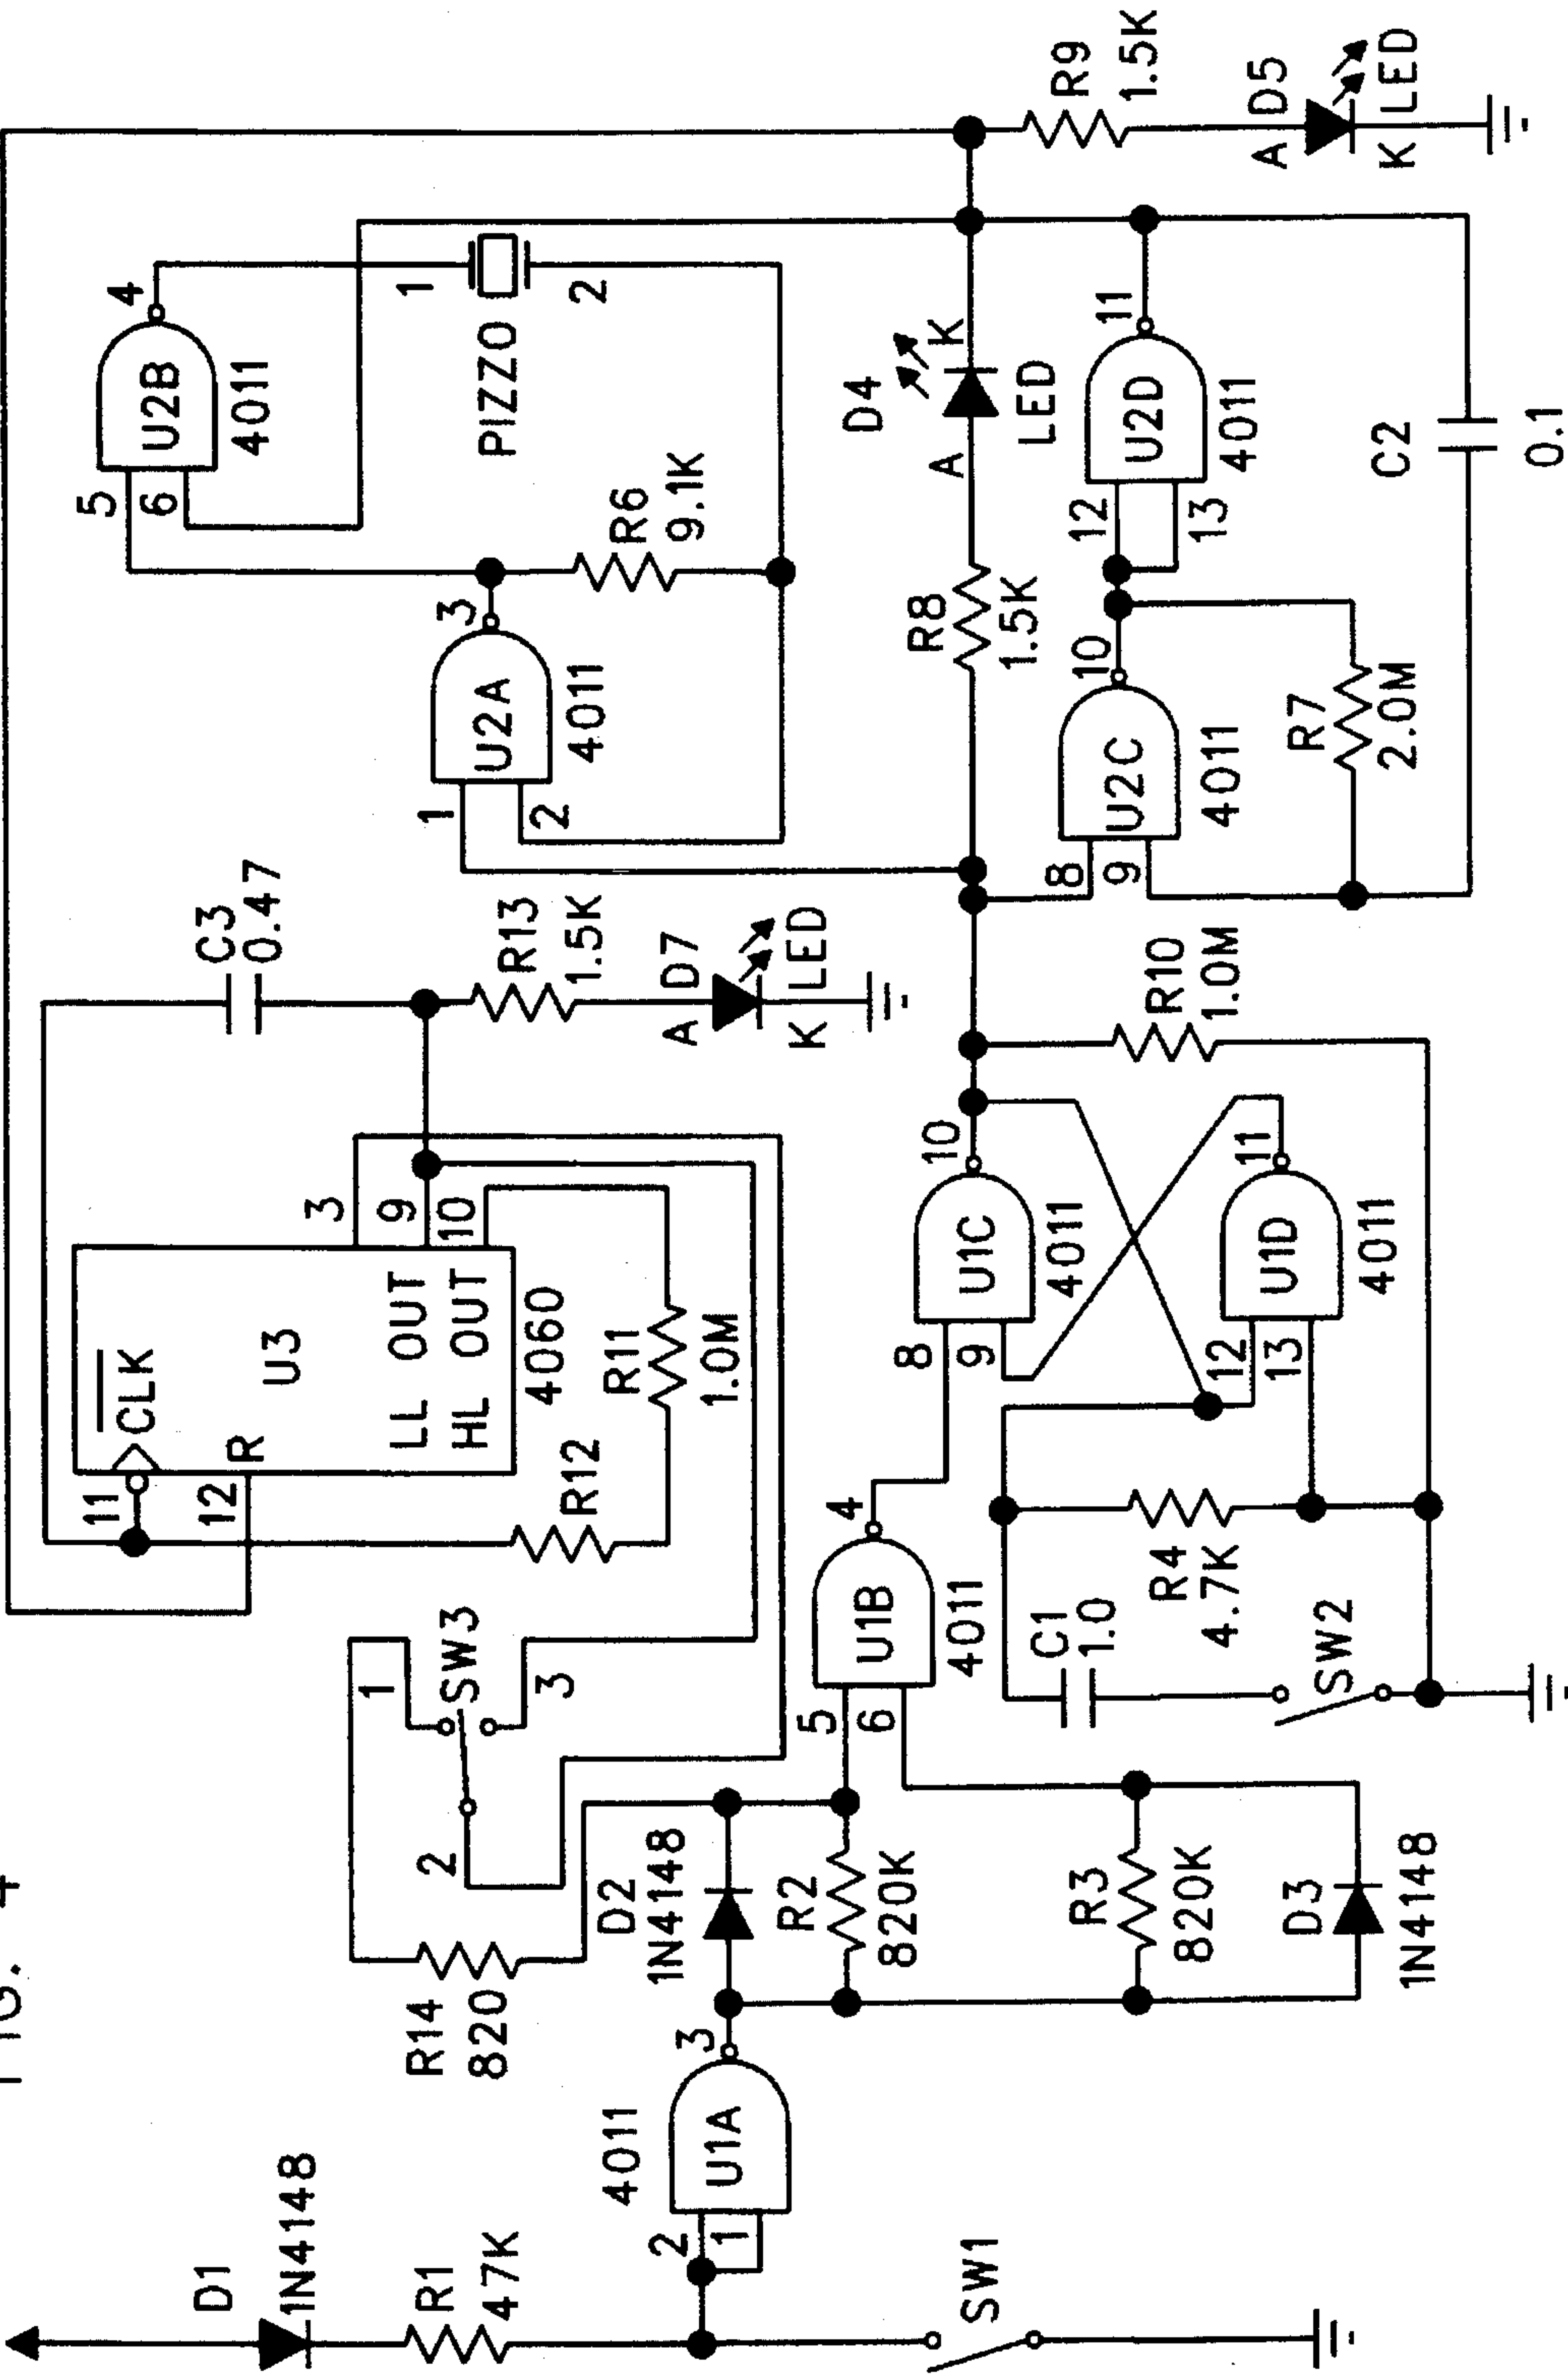 FIG. 4
D1
1N4148
R1
47K
SW1
4011
U1A
2
1
3
R14
820
D2
1N4148
R2
820K
R3
820K
D3
1N4148
SW3
1
2
3
5
6
U1B
4
4011
C1
1.0
R4
4.7K
SW2
11
CLK
12
R
U3
LL OUT
HL OUT
3
9
10
4060
R12
R11
1.0M
8
9
U1C
10
4011
12
13
U1D
11
4011
C3
0.47
R13
1.5K
A D7
K LED
R10
1.0M
1
2
U2A
3
4011
R6
9.1K
5
6
U2B
4
4011
PIZZO
1
2
R8
1.5K
D4
A
K
LED
8
9
U2C
10
4011
R7
2.0M
12
13
U2D
11
4011
C2
0.1
R9
1.5K
A D5
K LED